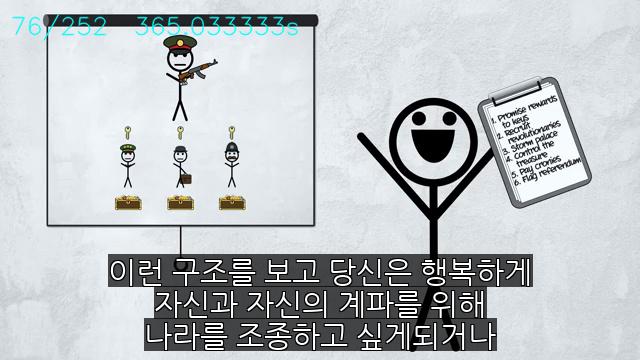 76/252 365.033333s
1. Promise rewards
to keys
2. Recruit
revolutionaries
3. Storm palace
4. Control the
treasure
5. Pay cronies
6. Flag referendum
이런 구조를 보고 당신은 행복하게
자신과 자신의 계파를 위해
나라를 조종하고 싶게되거나